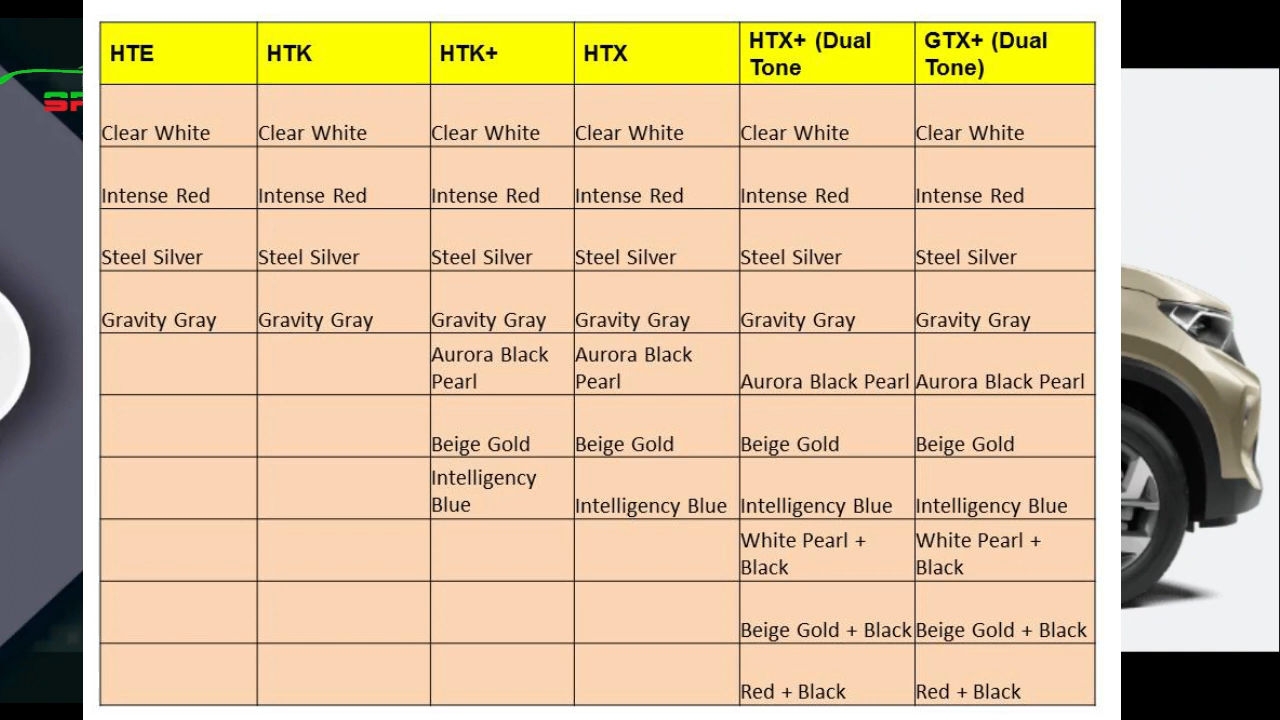 HTE HTK HTK+ HTX HTX+ (Dual Tone GTX+ (Dual Tone)
Clear White Clear White Clear White Clear White Clear White Clear White
Intense Red Intense Red Intense Red Intense Red Intense Red Intense Red
Steel Silver Steel Silver Steel Silver Steel Silver Steel Silver Steel Silver
Gravity Gray Gravity Gray Gravity Gray Gravity Gray Gravity Gray Gravity Gray
Aurora Black Pearl Aurora Black Pearl Aurora Black Pearl Aurora Black Pearl
Beige Gold Beige Gold Beige Gold Beige Gold
Intelligency Blue Intelligency Blue Intelligency Blue Intelligency Blue
White Pearl + Black White Pearl + Black
Beige Gold + Black Beige Gold + Black
Red + Black Red + Black